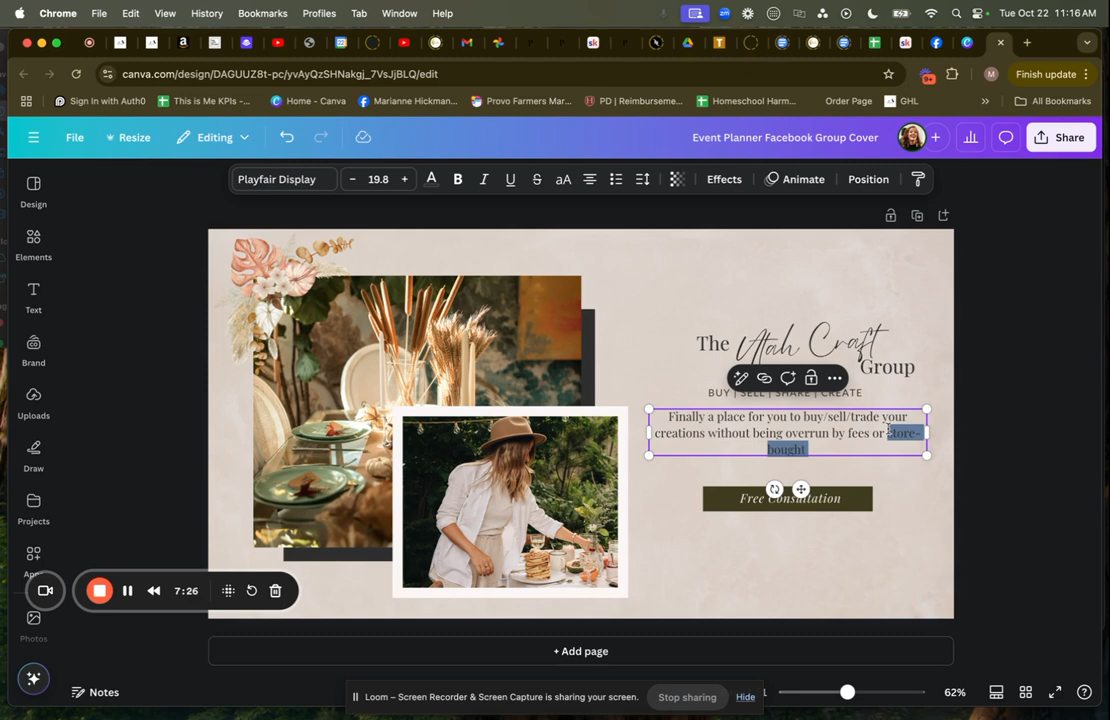 Chrome File Edit View History Bookmarks Profiles Tab Window Help Tue Oct 22 11:16 AM
canva.com/design/DAGUUZ8t-pc/yvAyQzSHNakgj_7VsJjBLQ/edit M Finish update
Sign In with Auth0 This is Me KPIs -... Home - Canva Marianne Hickman... Provo Farmers Mar... PD | Reimburseme... Homeschool Harm... Order Page GHL » All Bookmarks
File Resize Editing Event Planner Facebook Group Cover Share
Playfair Display – 19.8 + A B I U S aA Effects Animate Position
Design
Elements
Text
Brand
Uploads
Draw
Projects
Photos
The Utah Craft
Group
BUY | SELL | SHARE | CREATE
Finally a place for you to buy/sell/trade your
creations without being overrun by fees or store-
bought
Free Consultation
7:26
+ Add page
Notes
Loom – Screen Recorder & Screen Capture is sharing your screen. Stop sharing Hide
62%